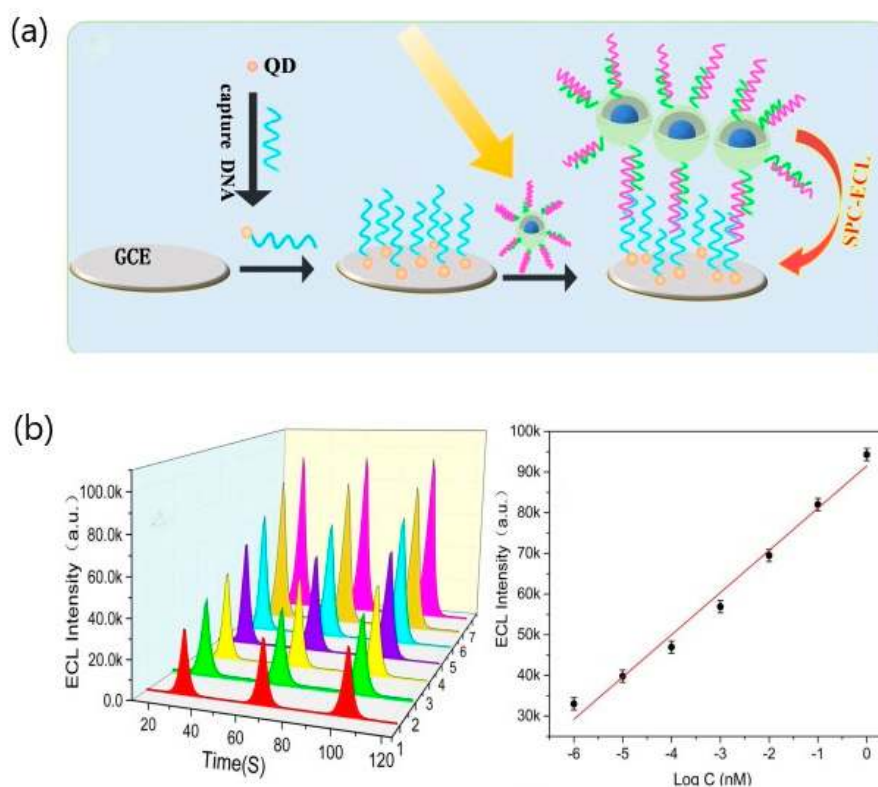 (a)
QD
capture DNA
GCE
SPC-ECL
(b)
ECL Intensity (a.u.)
100.0k
80.0k
60.0k
40.0k
20.0k
0.0
20
40
60
80
100
120
Time(S)
1
2
3
4
5
6
7
ECL Intensity (a.u.)
100k
90k
80k
70k
60k
50k
40k
30k
-6
-5
-4
-3
-2
-1
0
Log C (nM)